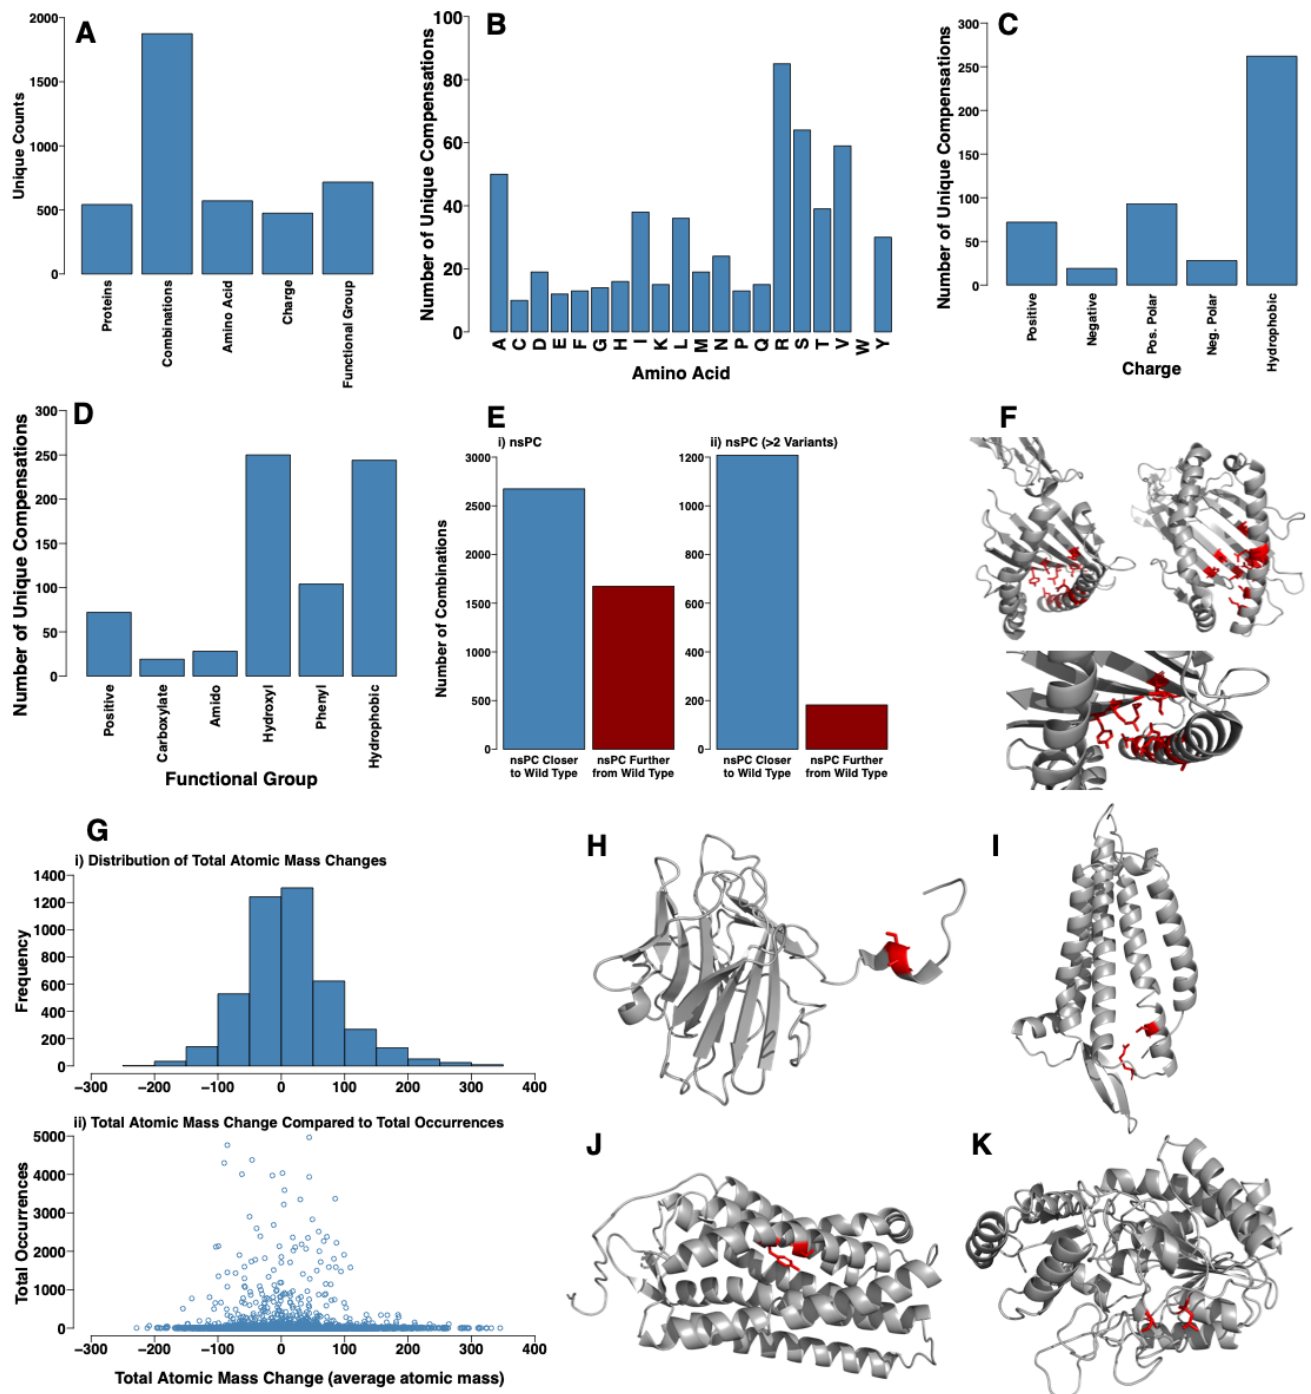 A
2000
1500
1000
500
0
Unique Counts
Proteins
Combinations
Amino Acid
Charge
Functional Group
B
100
80
60
40
20
0
Number of Unique Compensations
A C D E F G H I K L M N P Q R S T V W Y
Amino Acid
C
300
250
200
150
100
50
0
Number of Unique Compensations
Positive
Negative
Pos. Polar
Neg. Polar
Hydrophobic
Charge
D
300
250
200
150
100
50
0
Number of Unique Compensations
Positive
Carboxylate
Amido
Hydroxyl
Phenyl
Hydrophobic
Functional Group
E
i) nsPC
3000
2500
2000
1500
1000
500
0
Number of Combinations
nsPC Closer
to Wild Type
nsPC Further
from Wild Type
ii) nsPC (>2 Variants)
1200
1000
800
600
400
200
0
nsPC Closer
to Wild Type
nsPC Further
from Wild Type
F
G
i) Distribution of Total Atomic Mass Changes
1400
1200
1000
800
600
400
200
0
Frequency
−300 −200 −100 0 100 200 300 400
ii) Total Atomic Mass Change Compared to Total Occurrences
5000
4000
3000
2000
1000
0
Total Occurrences
−300 −200 −100 0 100 200 300 400
Total Atomic Mass Change (average atomic mass)
H
I
J
K